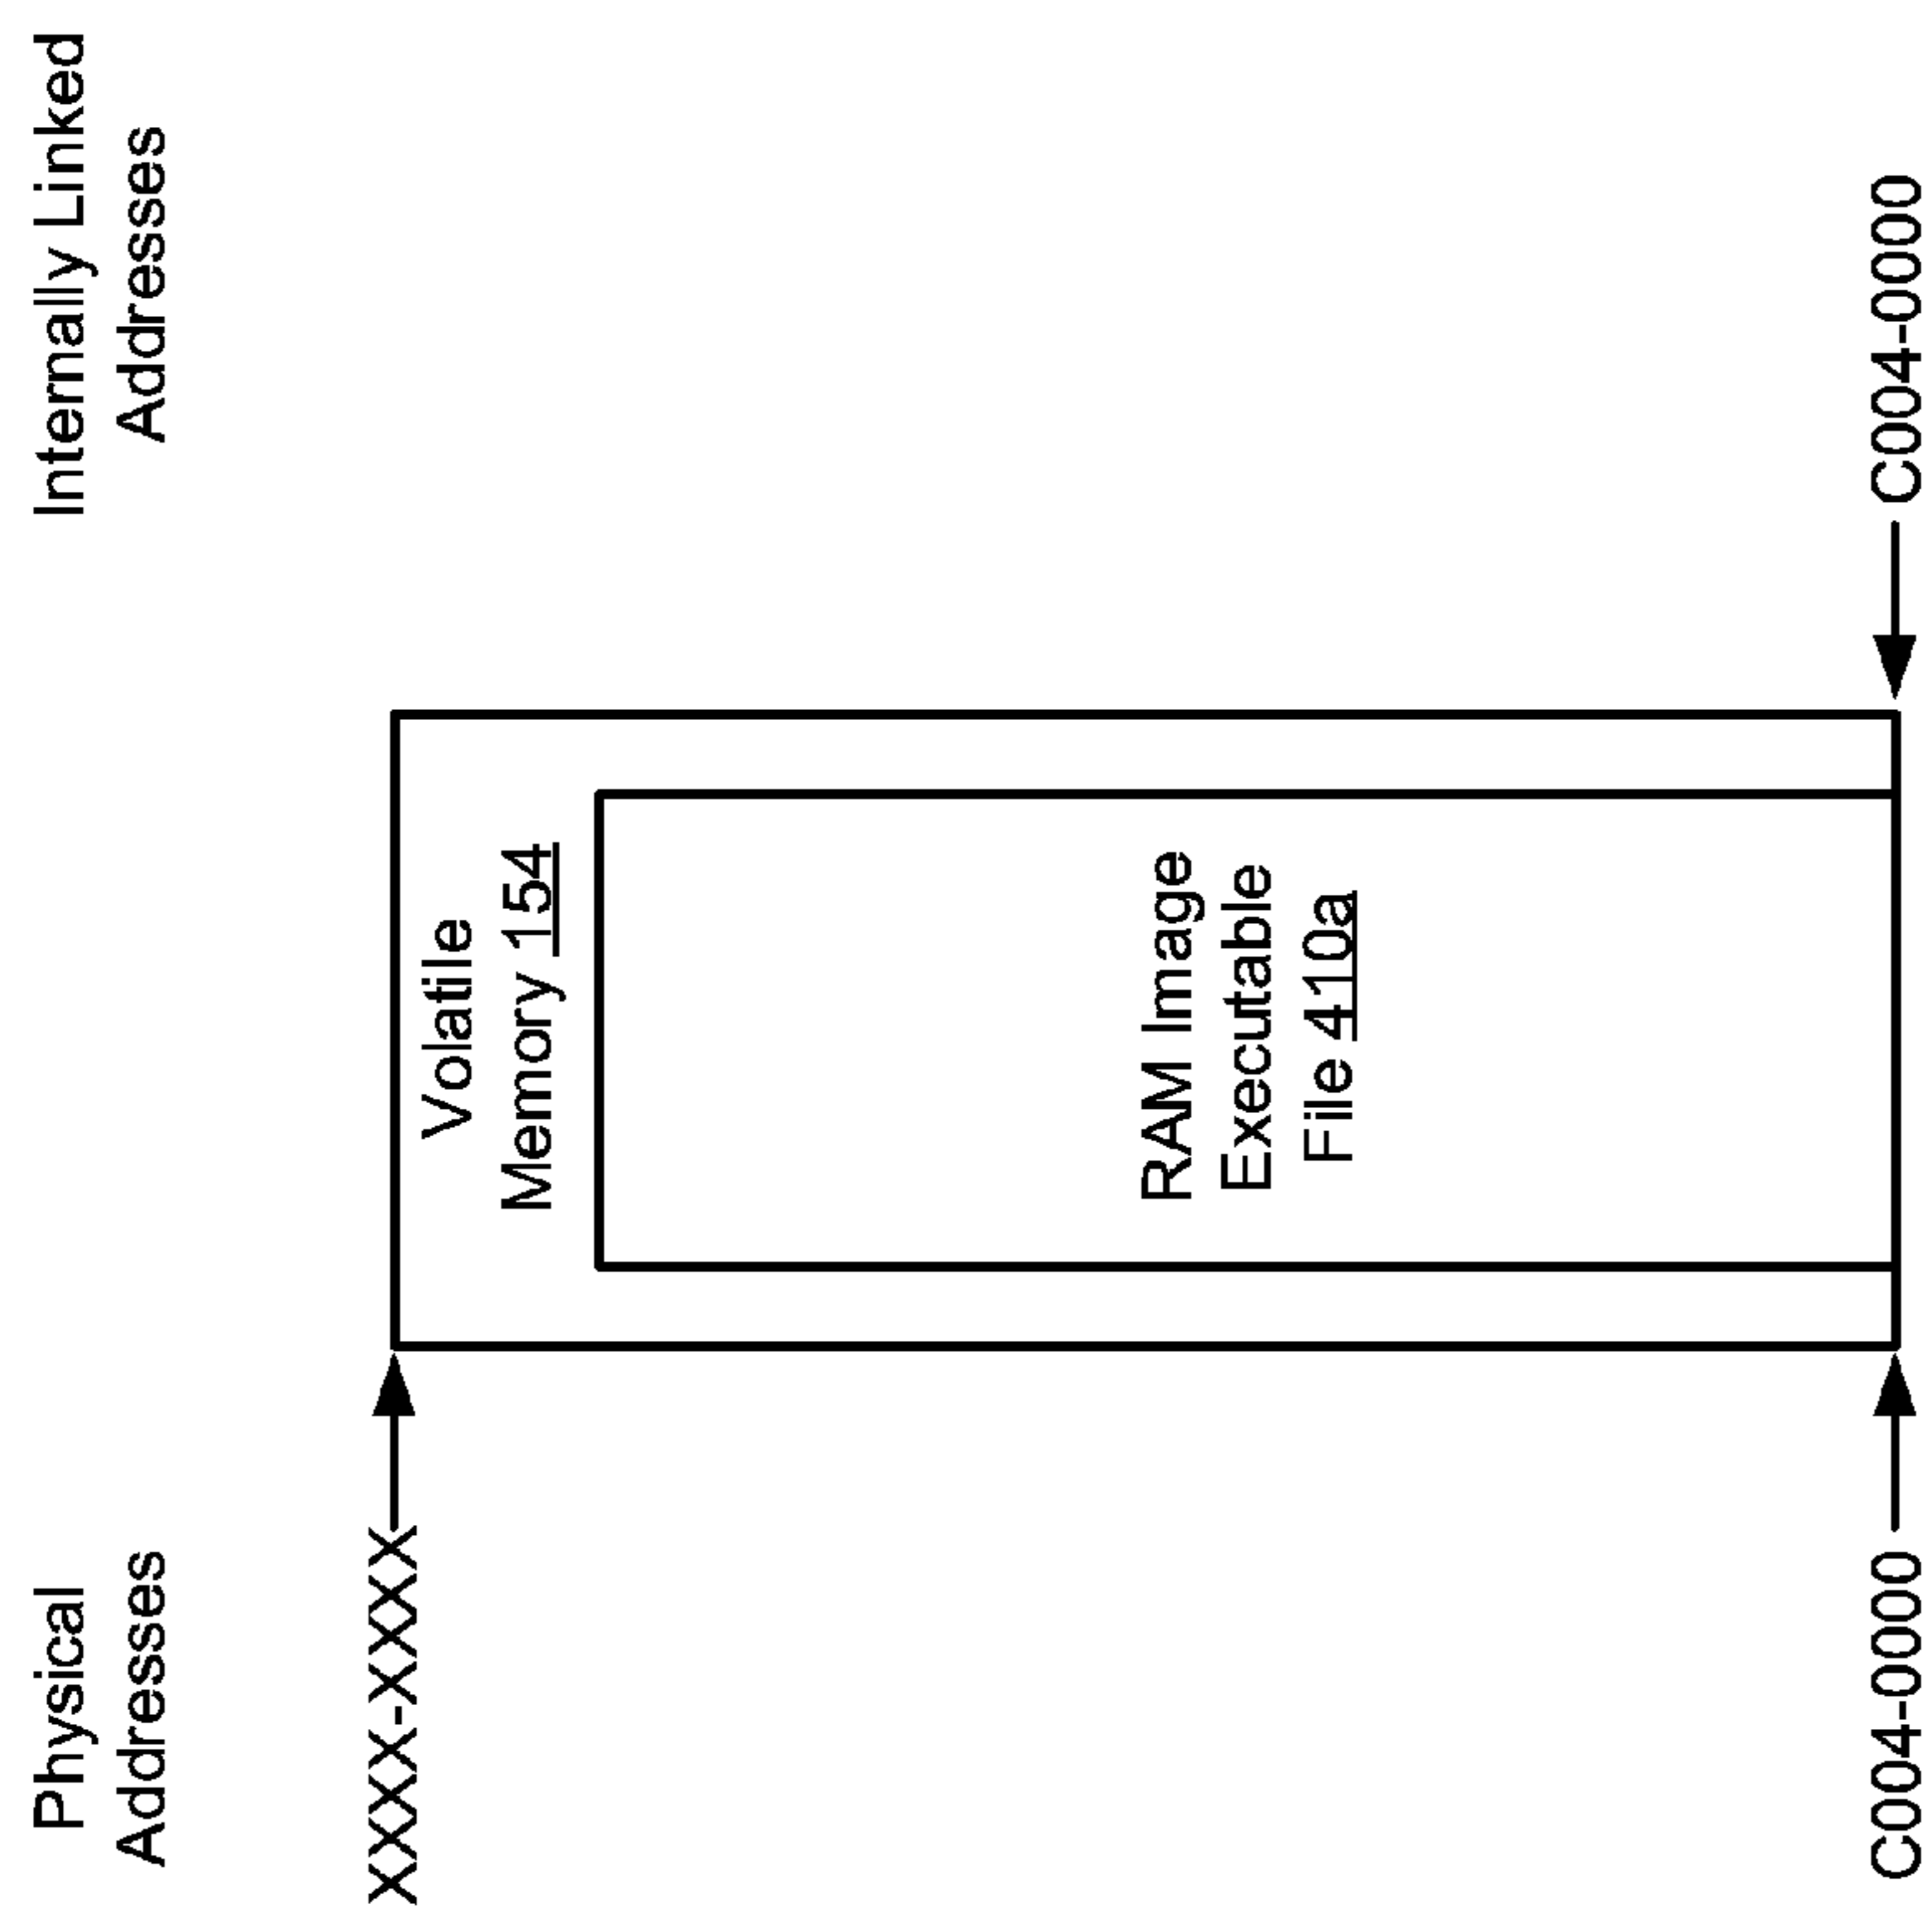 Physical
Addresses
Internally Linked
Addresses
xxxx-xxxx
Volatile
Memory 154
RAM Image
Executable
File 410a
C004-0000
C004-0000